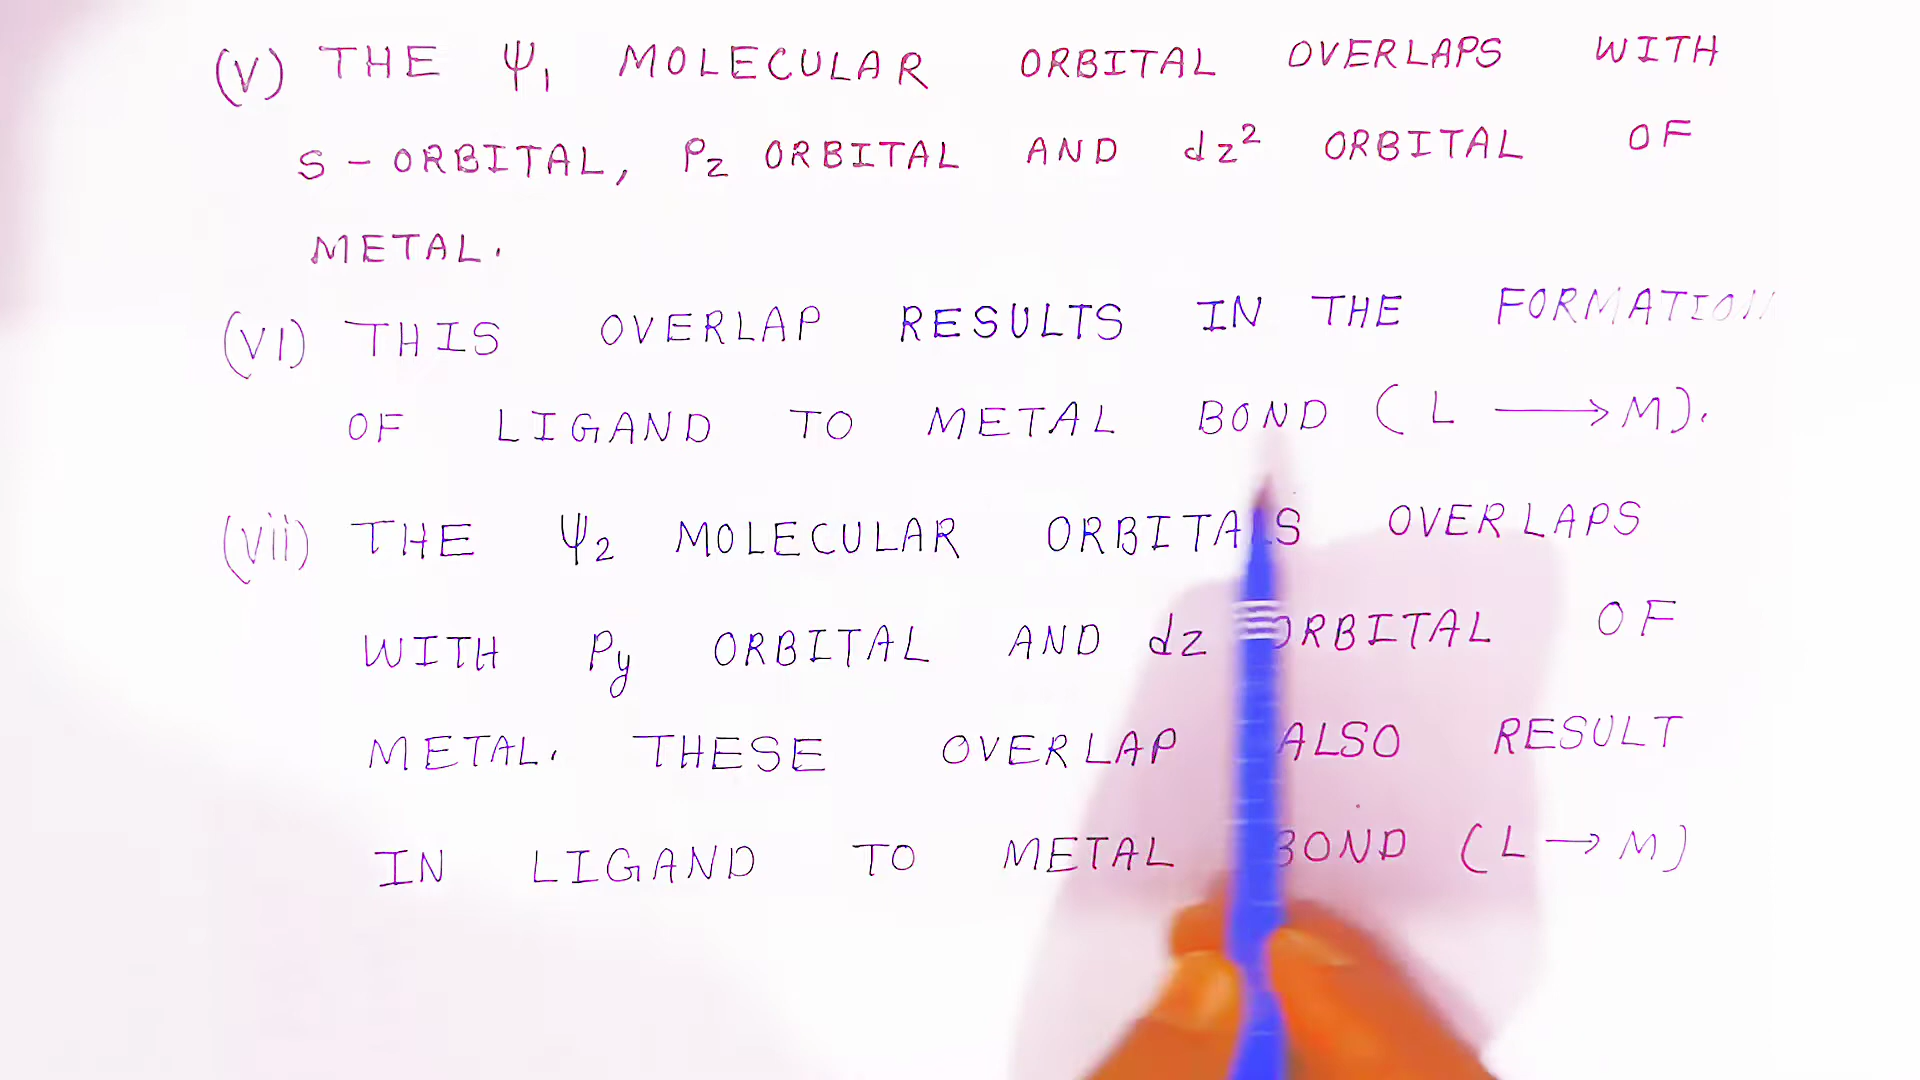 (V) THE Ψ₁ MOLECULAR ORBITAL OVERLAPS WITH
S - ORBITAL, Pz ORBITAL AND dz² ORBITAL OF
METAL.
(VI) THIS OVERLAP RESULTS IN THE FORMATION
OF LIGAND TO METAL BOND (L ⟶ M).
(vii) THE Ψ₂ MOLECULAR ORBITALS OVERLAPS
WITH Py ORBITAL AND dz ORBITAL OF
METAL. THESE OVERLAP ALSO RESULT
IN LIGAND TO METAL BOND (L → M)